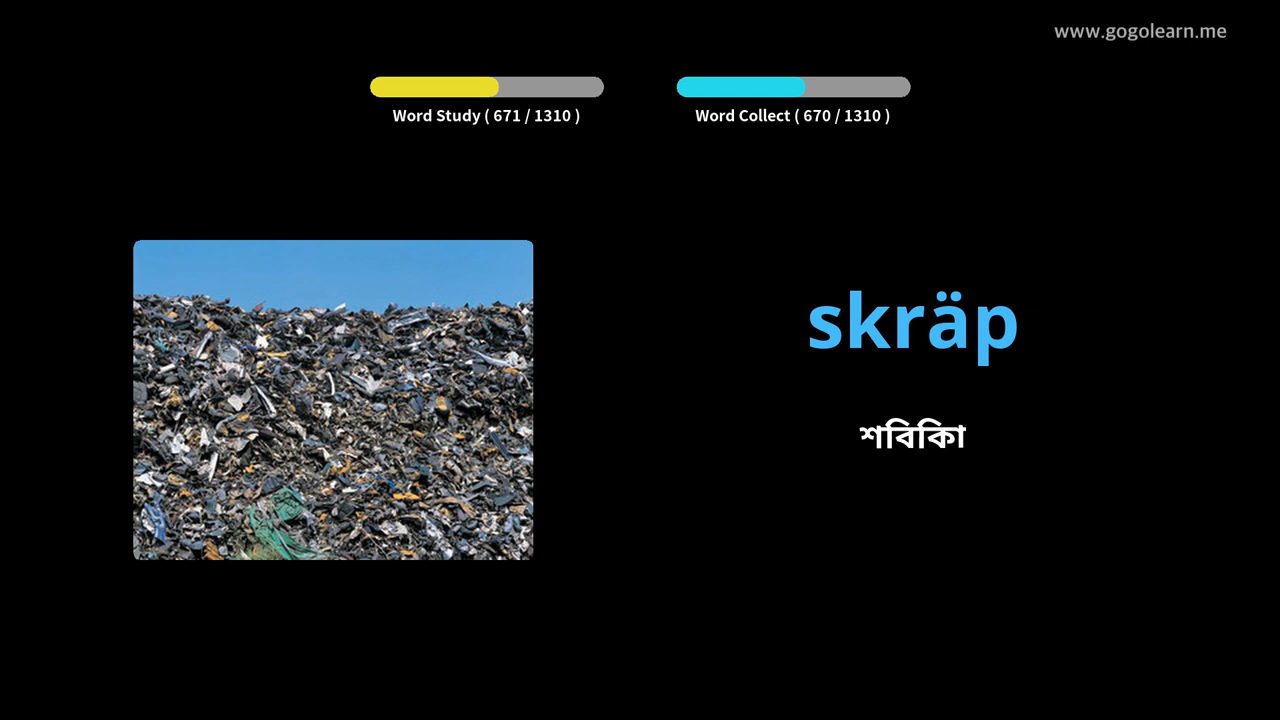 www.gogolearn.me
Word Study ( 671 / 1310 )
Word Collect ( 670 / 1310 )
skräp
শবিকিা